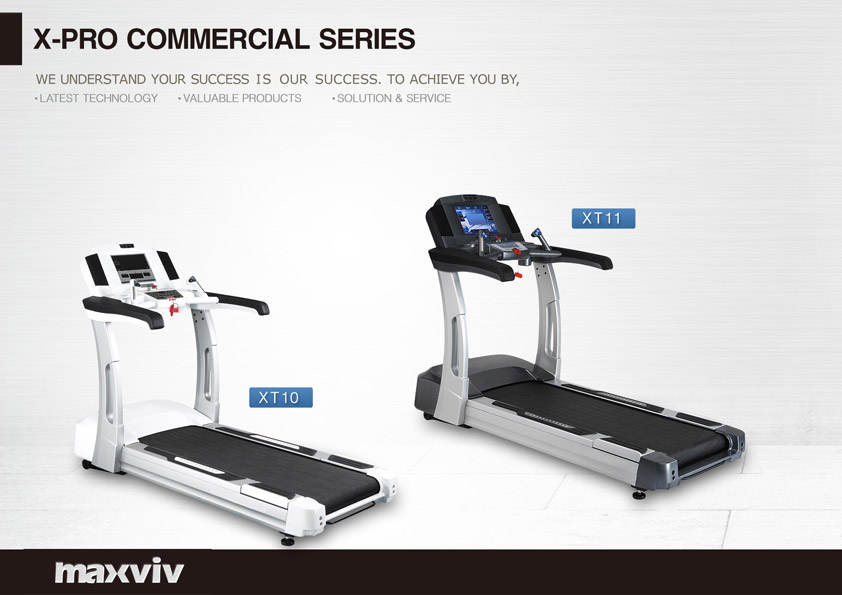 X-PRO COMMERCIAL SERIES
WE UNDERSTAND YOUR SUCCESS IS OUR SUCCESS. TO ACHIEVE YOU BY,
•LATEST TECHNOLOGY •VALUABLE PRODUCTS •SOLUTION & SERVICE
XT11
XT10
maxviv